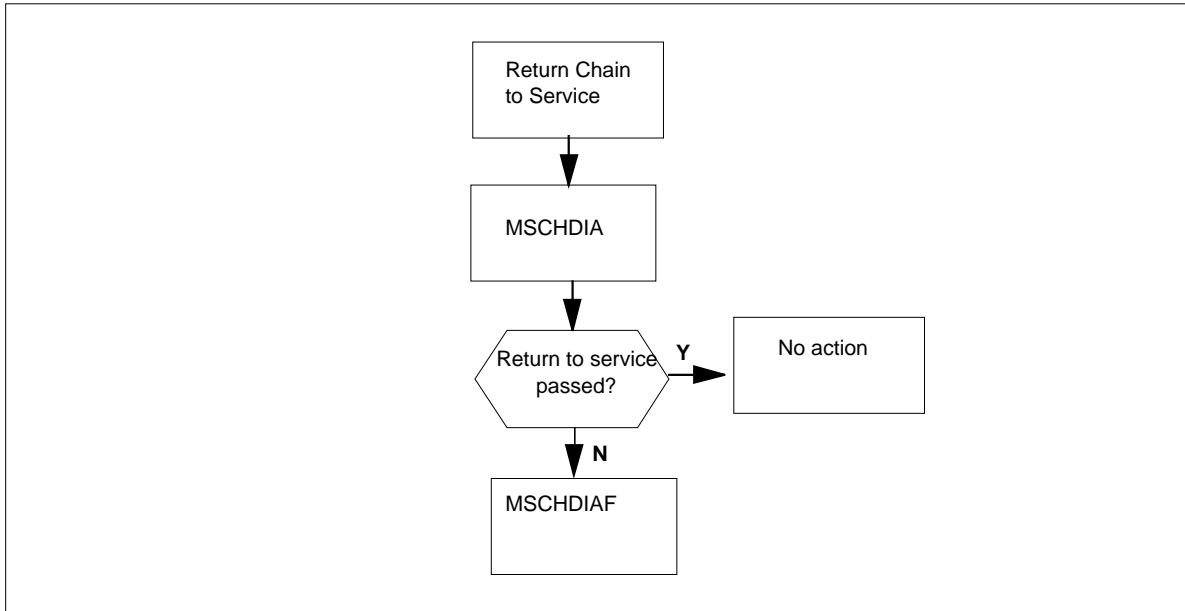 Return Chain
to Service
MSCHDIA
Return to service
passed?
Y
No action
N
MSCHDIAF